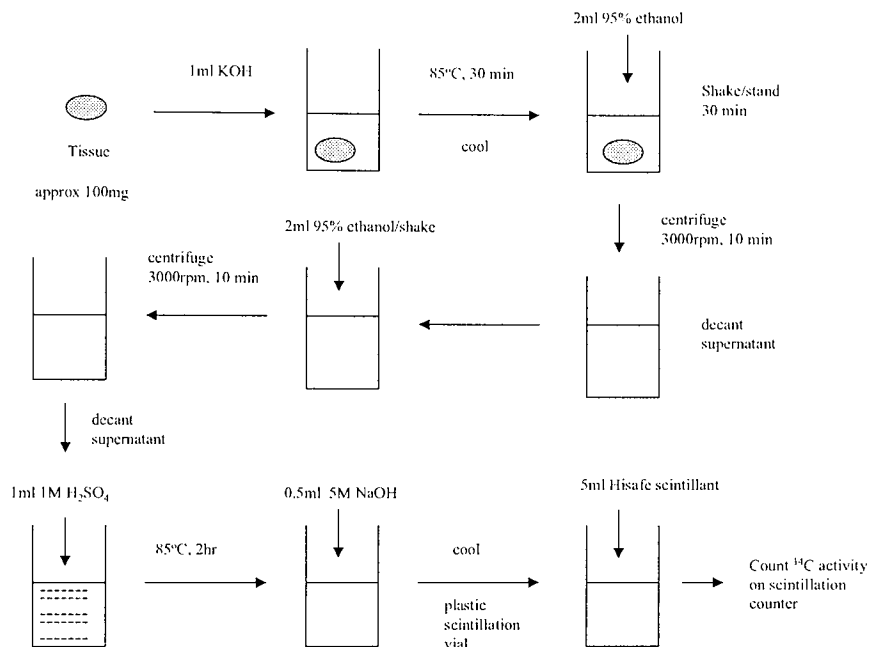 2ml 95% ethanol
1ml KOH
85°C, 30 min
Shake/stand
30 min
Tissue
cool
approx 100mg
2ml 95% ethanol/shake
centrifuge
3000rpm, 10 min
centrifuge
3000rpm, 10 min
decant
supernatant
decant
supernatant
1ml 1M H₂SO₄
0.5ml 5M NaOH
5ml Hisafe scintillant
85°C, 2hr
cool
Count ¹⁴C activity
on scintillation
counter
plastic
scintillation
vial